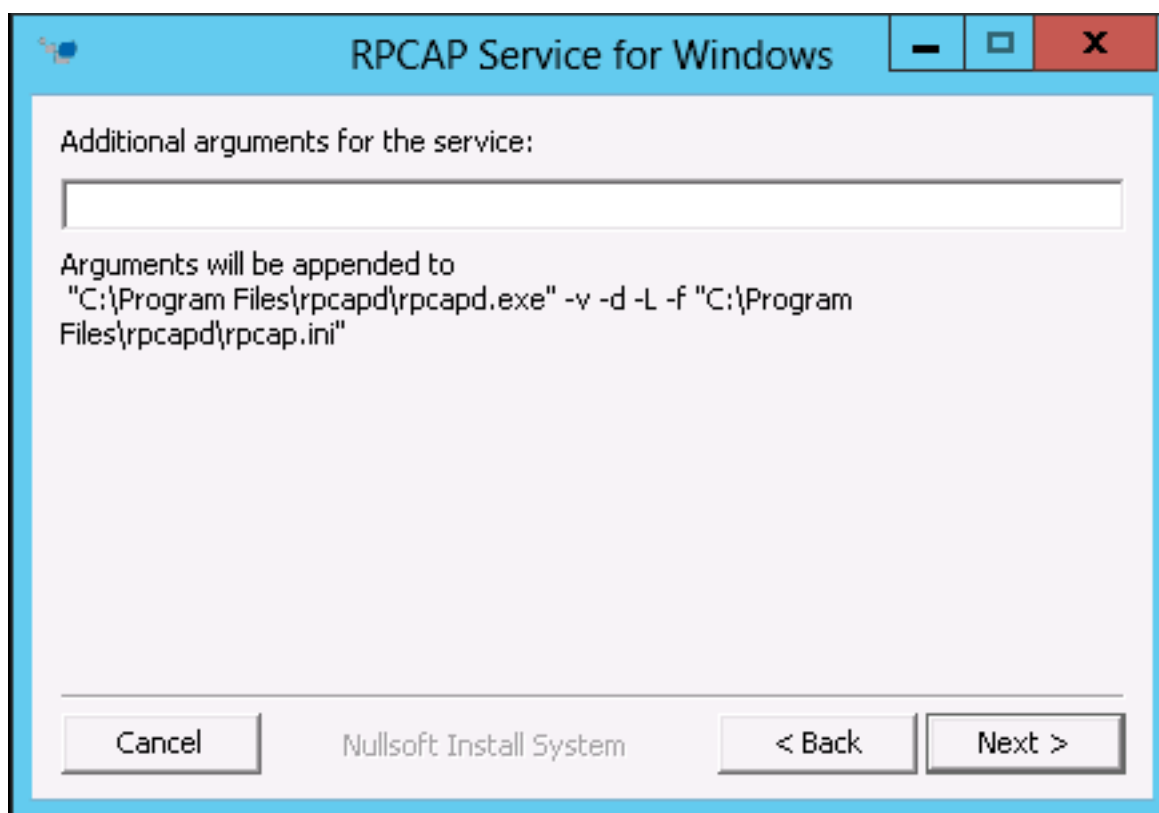 RPCAP Service for Windows
Additional arguments for the service:
Arguments will be appended to
"C:\Program Files\rpcapd\rpcapd.exe" -v -d -L -f "C:\Program
Files\rpcapd\rpcap.ini"
Cancel
Nullsoft Install System
< Back
Next >